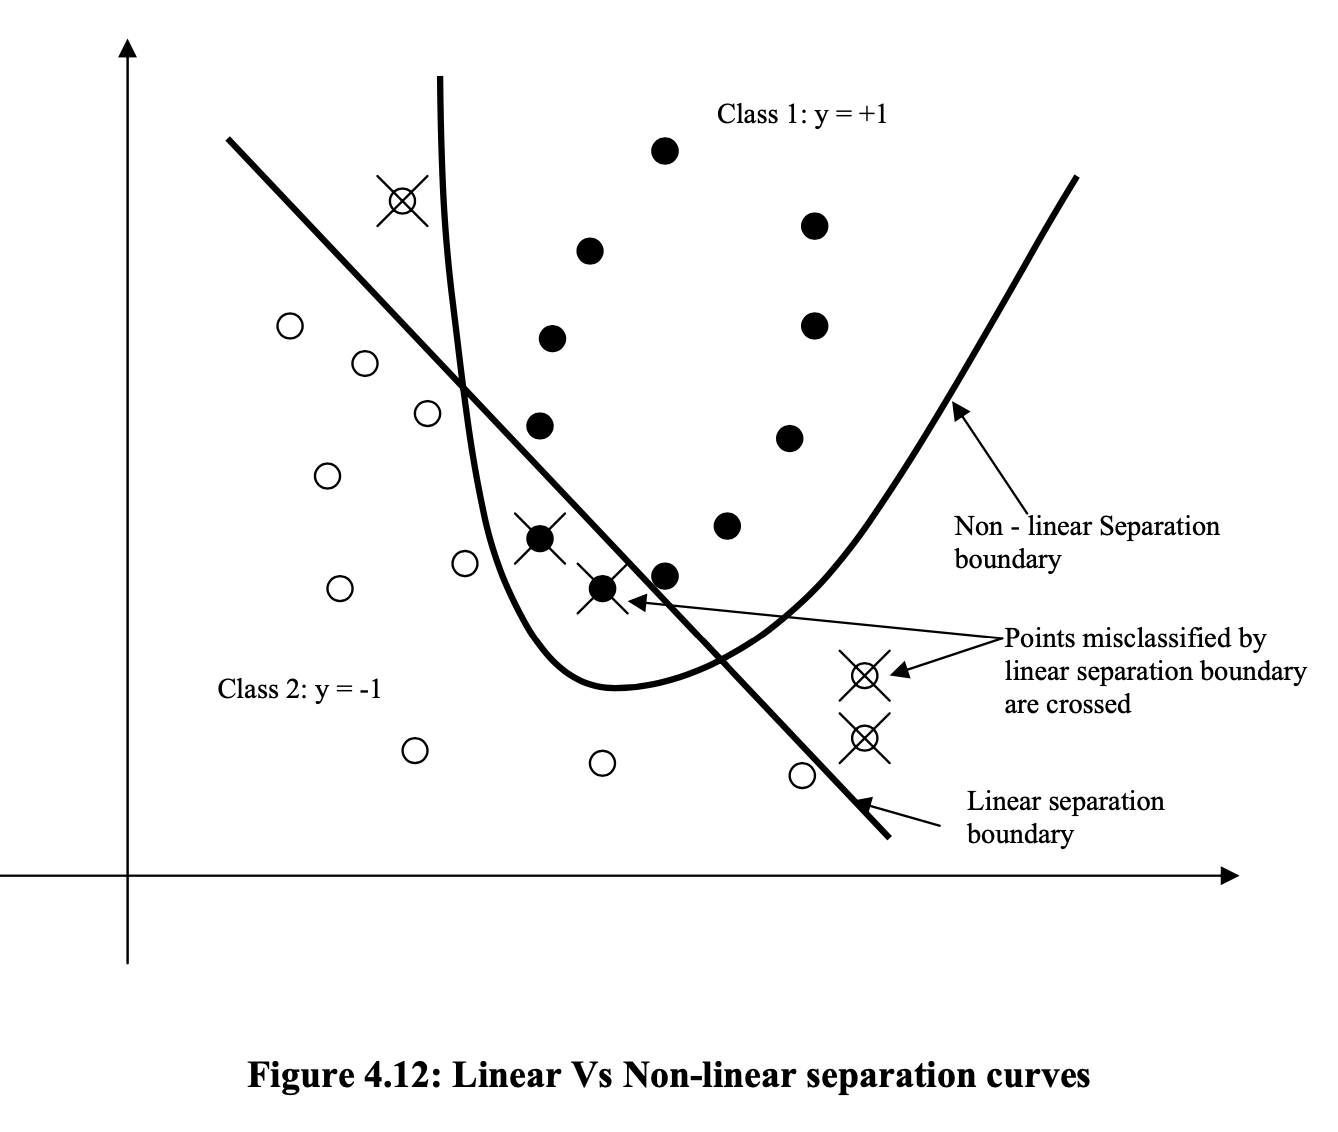 Class 1: y = +1
Non - linear Separation
boundary
Points misclassified by
linear separation boundary
are crossed
Class 2: y = -1
Linear separation
boundary
Figure 4.12: Linear Vs Non-linear separation curves